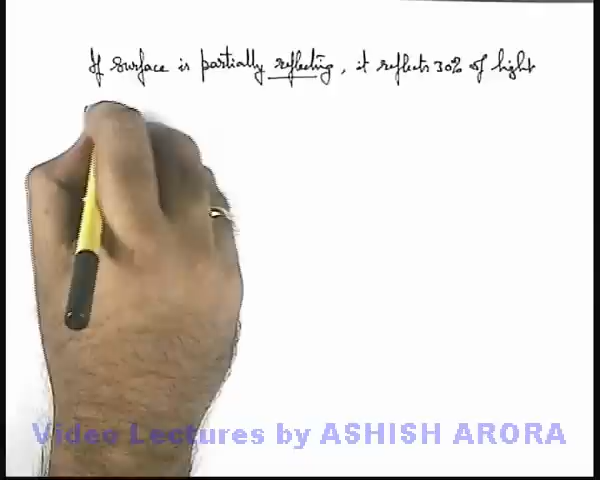 If surface is partially reflecting, it reflects 30% of light
Video Lectures by ASHISH ARORA